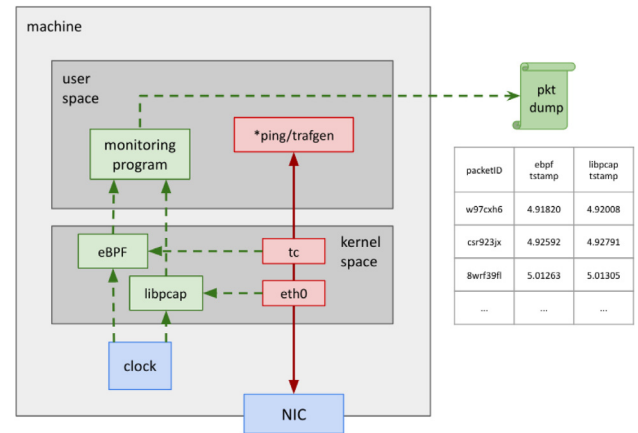 machine
user
space
*ping/trafgen
monitoring
program
kernel
space
eBPF
tc
libpcap
eth0
clock
NIC
pkt
dump
packetID ebpf tstamp libpcap tstamp
w97cxh6 4.91820 4.92008
csr923jx 4.92592 4.92791
8wrf39fl 5.01263 5.01305
... ... ...